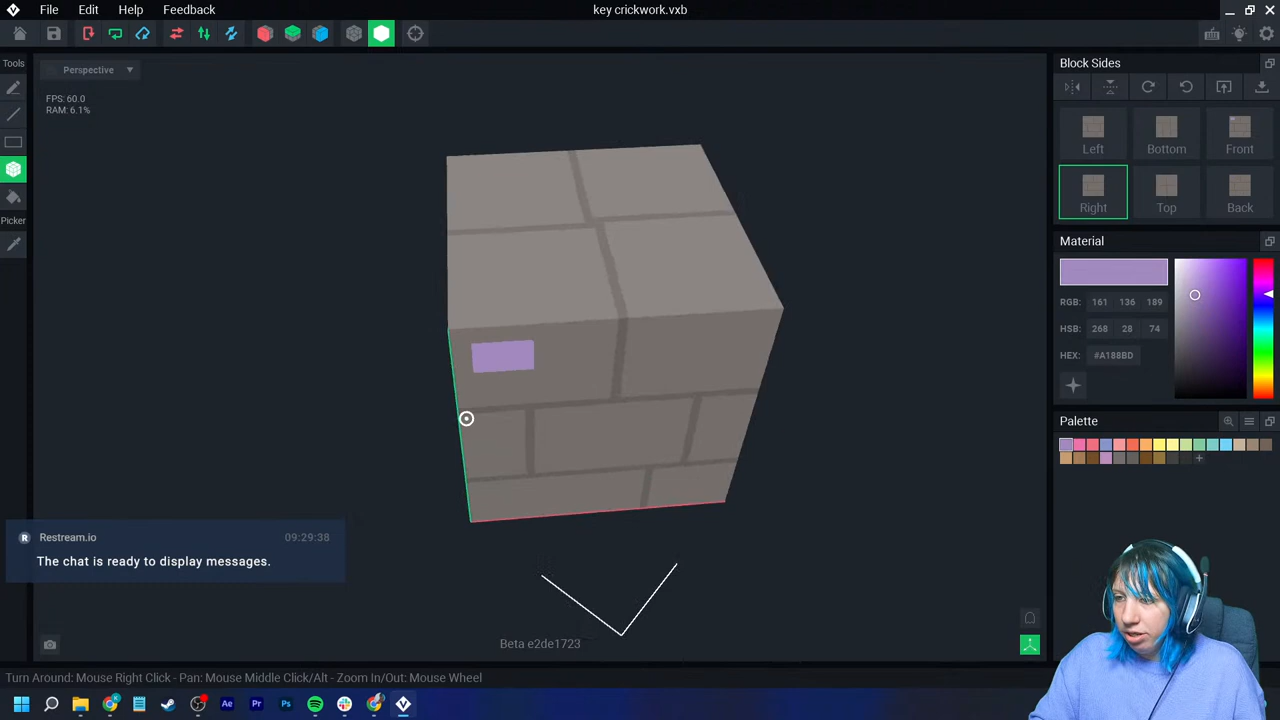 File Edit Help Feedback key crickwork.vxb
Tools
Perspective
FPS: 60.0
RAM: 6.1%
Picker
Block Sides
Left Bottom Front
Right Top Back
Material
RGB: 161 136 189
HSB: 268 28 74
HEX: #A188BD
Palette
R Restream.io 09:29:38
The chat is ready to display messages.
Beta e2de1723
Turn Around: Mouse Right Click - Pan: Mouse Middle Click/Alt - Zoom In/Out: Mouse Wheel
Ae Pr Ps